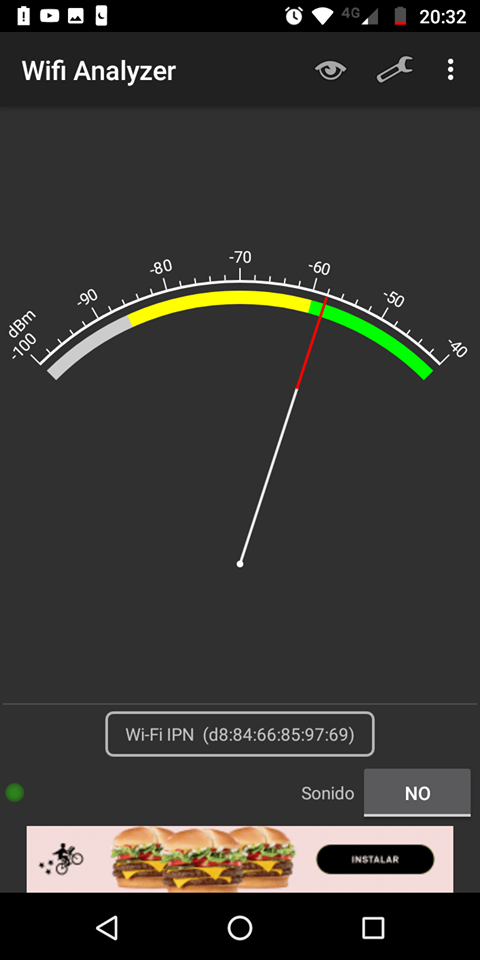 4G 20:32
Wifi Analyzer
dBm
-100 -90 -80 -70 -60 -50 -40
Wi-Fi IPN (d8:84:66:85:97:69)
Sonido NO
INSTALAR